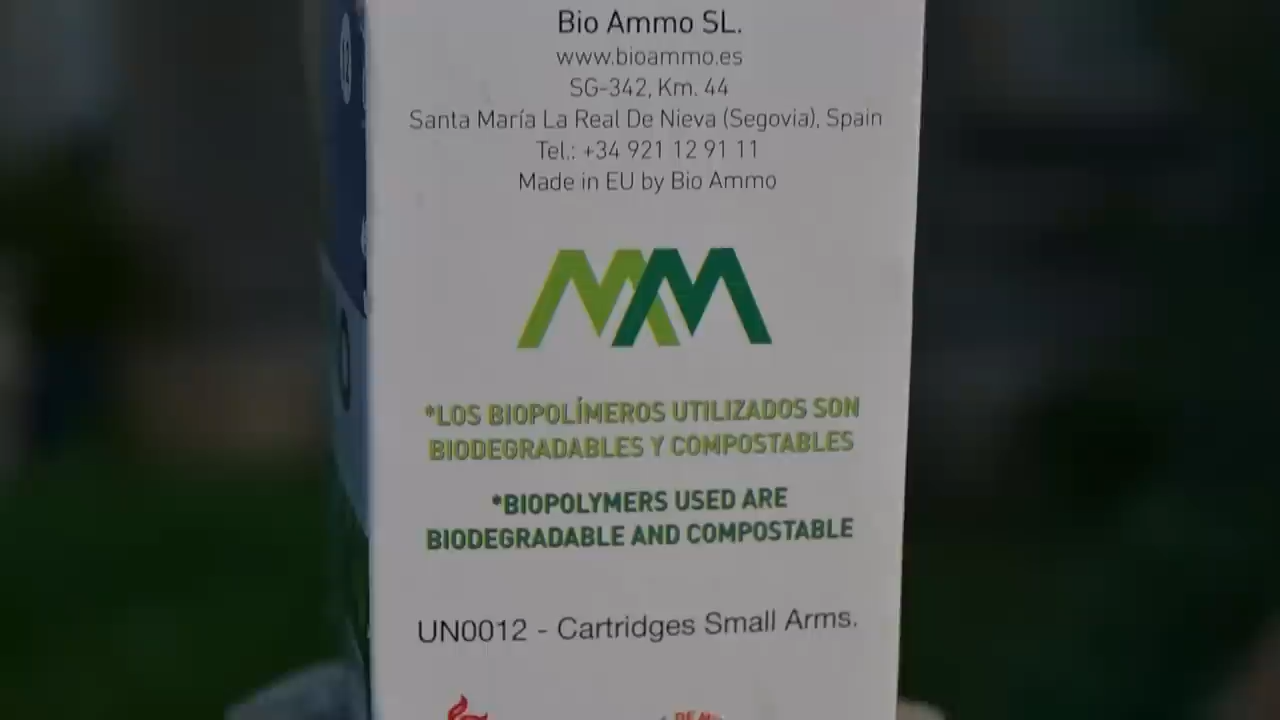 Bio Ammo SL.
www.bioammo.es
SG-342, Km. 44
Santa María La Real De Nieva (Segovia), Spain
Tel.: +34 921 12 91 11
Made in EU by Bio Ammo
*LOS BIOPOLÍMEROS UTILIZADOS SON
BIODEGRADABLES Y COMPOSTABLES
*BIOPOLYMERS USED ARE
BIODEGRADABLE AND COMPOSTABLE
UN0012 - Cartridges Small Arms.
12